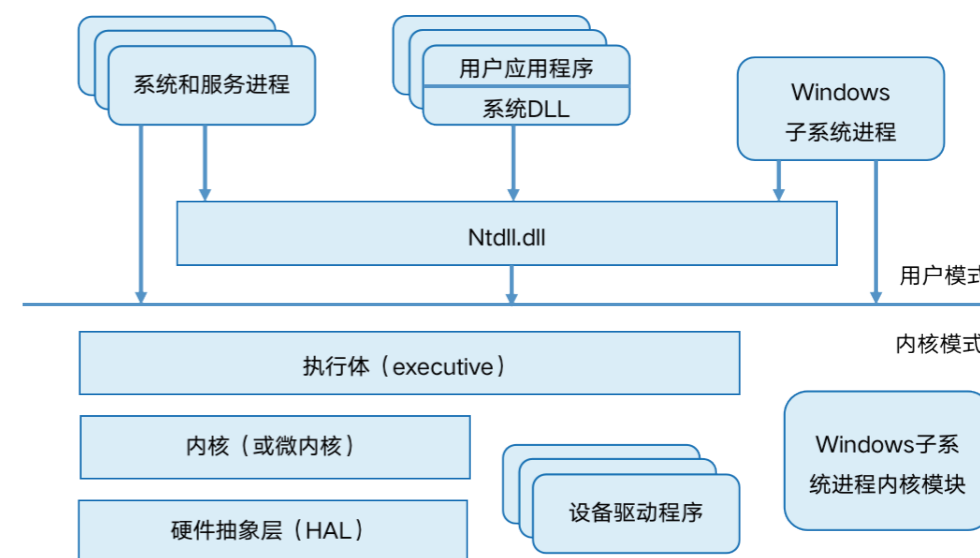 系统和服务进程
用户应用程序
系统DLL
Windows
子系统进程
Ntdll.dll
用户模式
内核模式
执行体（executive）
内核（或微内核）
Windows子系
统进程内核模块
设备驱动程序
硬件抽象层（HAL）